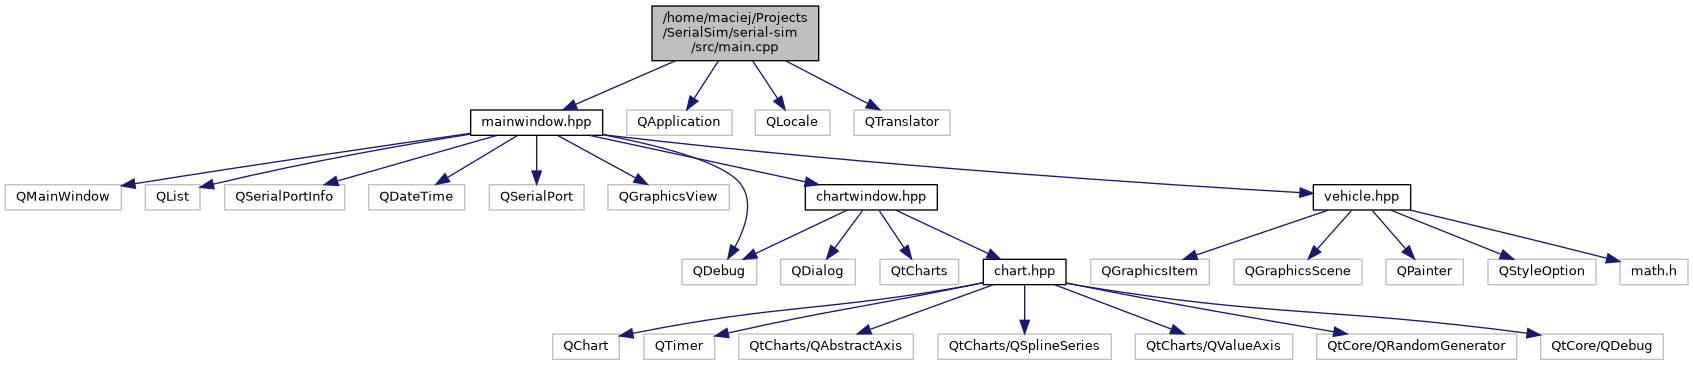 /home/maciej/Projects
/SerialSim/serial-sim
/src/main.cpp
mainwindow.hpp
QApplication
QLocale
QTranslator
QMainWindow
QList
QSerialPortInfo
QDateTime
QSerialPort
QGraphicsView
chartwindow.hpp
vehicle.hpp
QDebug
QDialog
QtCharts
chart.hpp
QGraphicsItem
QGraphicsScene
QPainter
QStyleOption
math.h
QChart
QTimer
QtCharts/QAbstractAxis
QtCharts/QSplineSeries
QtCharts/QValueAxis
QtCore/QRandomGenerator
QtCore/QDebug